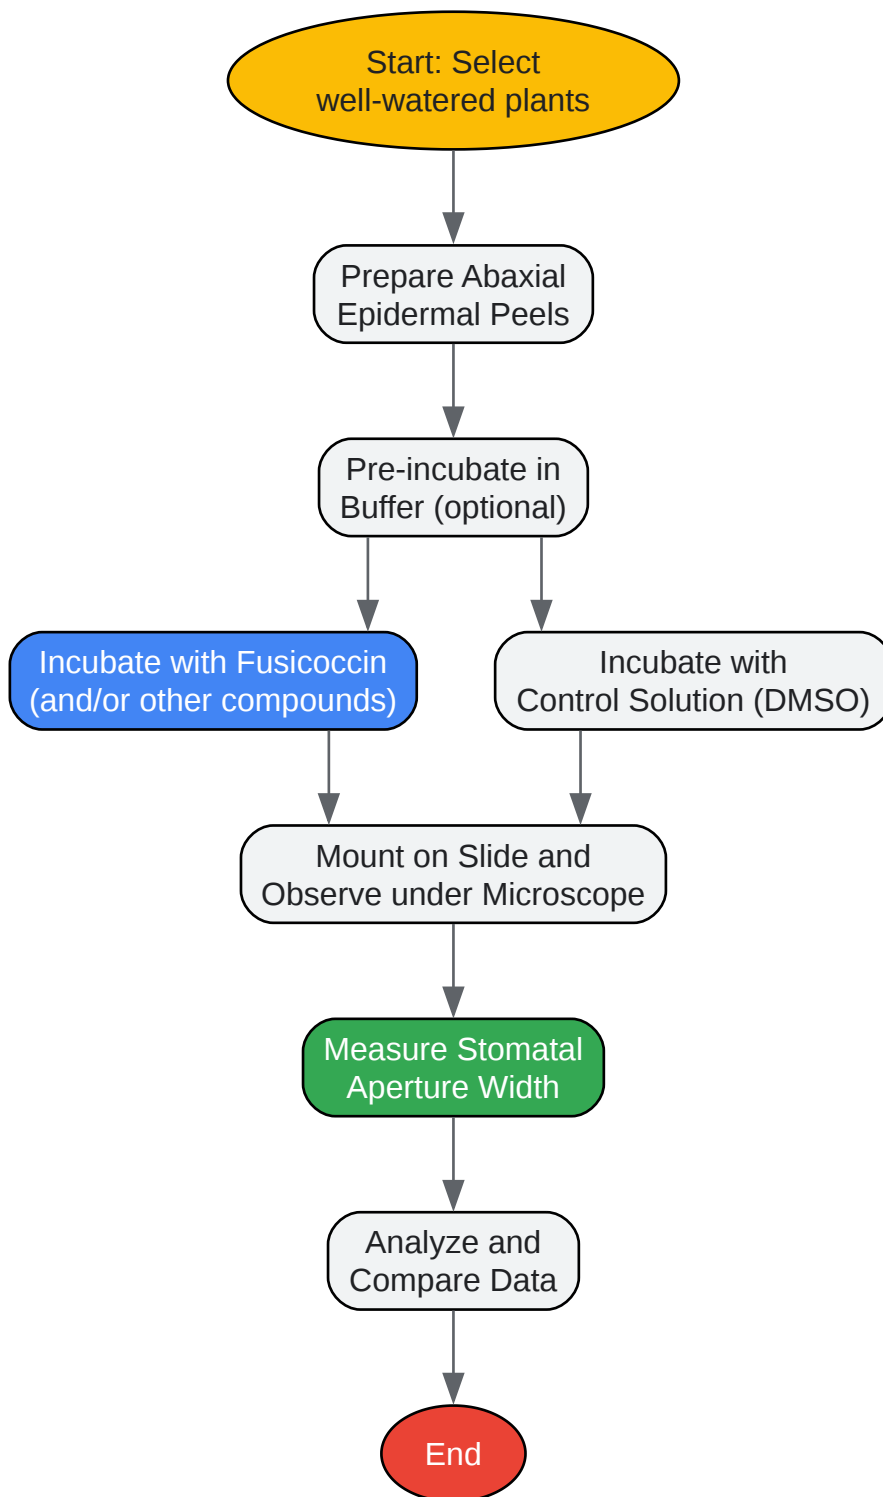 Start: Select
well-watered plants
Prepare Abaxial
Epidermal Peels
Pre-incubate in
Buffer (optional)
Incubate with Fusicoccin
(and/or other compounds)
Incubate with
Control Solution (DMSO)
Mount on Slide and
Observe under Microscope
Measure Stomatal
Aperture Width
Analyze and
Compare Data
End